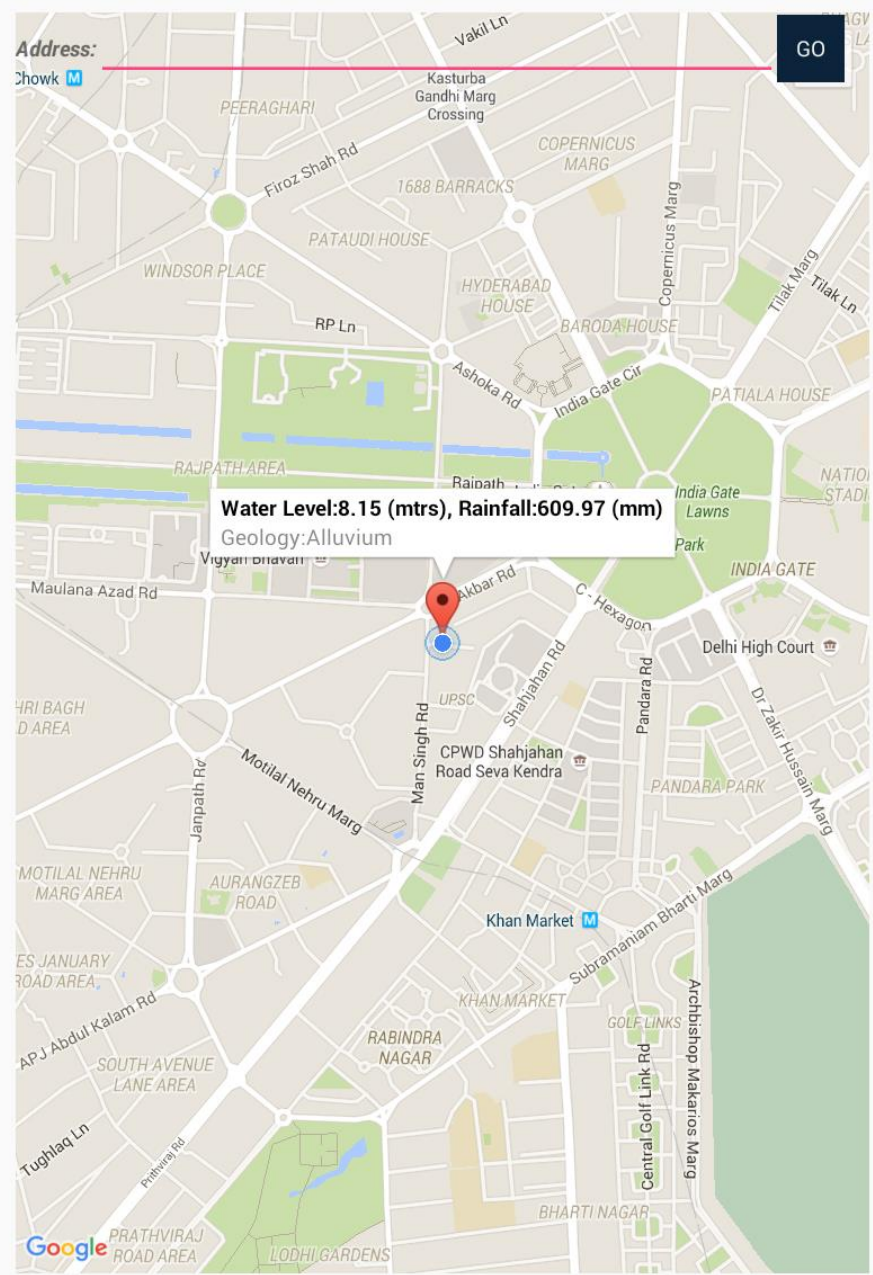 Address:
GO
Vakil Ln
Chowk M
Kasturba
Gandhi Marg
Crossing
PEERAGHARI
COPERNICUS
MARG
Firoz Shah Rd
1688 BARRACKS
Copernicus Marg
PATAUDI HOUSE
WINDSOR PLACE
HYDERABAD
HOUSE
Tilak Marg
Tilak Ln
RP Ln
BARODA HOUSE
Ashoka Rd
India Gate Cir
PATIALA HOUSE
RAJPATH AREA
Rajpath
India Gate
Lawns
Water Level:8.15 (mtrs), Rainfall:609.97 (mm)
Geology:Alluvium
Park
Vigyan Bhavan
INDIA GATE
Maulana Azad Rd
Akbar Rd
C - Hexagon
Delhi High Court
Shahjahan Rd
Pandara Rd
UPSC
Man Singh Rd
Dr Zakir Hussain Marg
CPWD Shahjahan
Road Seva Kendra
Motilal Nehru Marg
Janpath Rd
PANDARA PARK
MOTILAL NEHRU
MARG AREA
AURANGZEB
ROAD
Khan Market M
Subramaniam Bharti Marg
ROAD AREA
KHAN MARKET
APJ Abdul Kalam Rd
Archbishop Makarios Marg
GOLF LINKS
RABINDRA
NAGAR
SOUTH AVENUE
LANE AREA
Central Golf Link Rd
Tughlaq Ln
Prithviraj Rd
BHARTI NAGAR
PRATHVIRAJ
ROAD AREA
Google
LODHI GARDENS